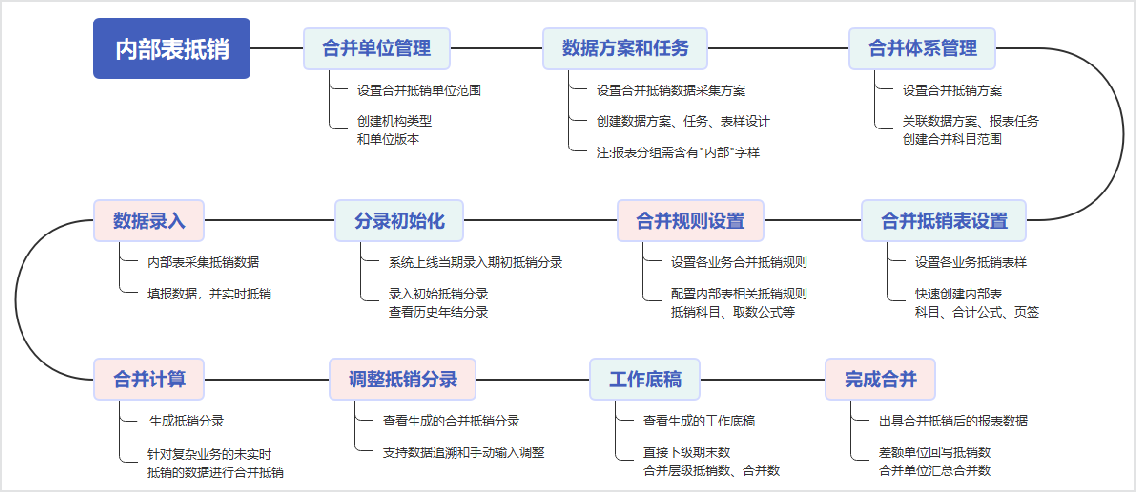 内部表抵销
合并单位管理
设置合并抵销单位范围
创建机构类型
和单位版本
数据方案和任务
设置合并抵销数据采集方案
创建数据方案、任务、表样设计
注:报表分组需含有"内部"字样
合并体系管理
设置合并抵销方案
关联数据方案、报表任务
创建合并科目范围
合并抵销表设置
设置各业务抵销表样
快速创建内部表
科目、合计公式、页签
合并规则设置
设置各业务合并抵销规则
配置内部表相关抵销规则
抵销科目、取数公式等
分录初始化
系统上线当期录入期初抵销分录
录入初始抵销分录
查看历史年结分录
数据录入
内部表采集抵销数据
填报数据，并实时抵销
合并计算
生成抵销分录
针对复杂业务的未实时
抵销的数据进行合并抵销
调整抵销分录
查看生成的合并抵销分录
支持数据追溯和手动输入调整
工作底稿
查看生成的工作底稿
直接下级期末数
合并层级抵销数、合并数
完成合并
出具合并抵销后的报表数据
差额单位回写抵销数
合并单位汇总合并数